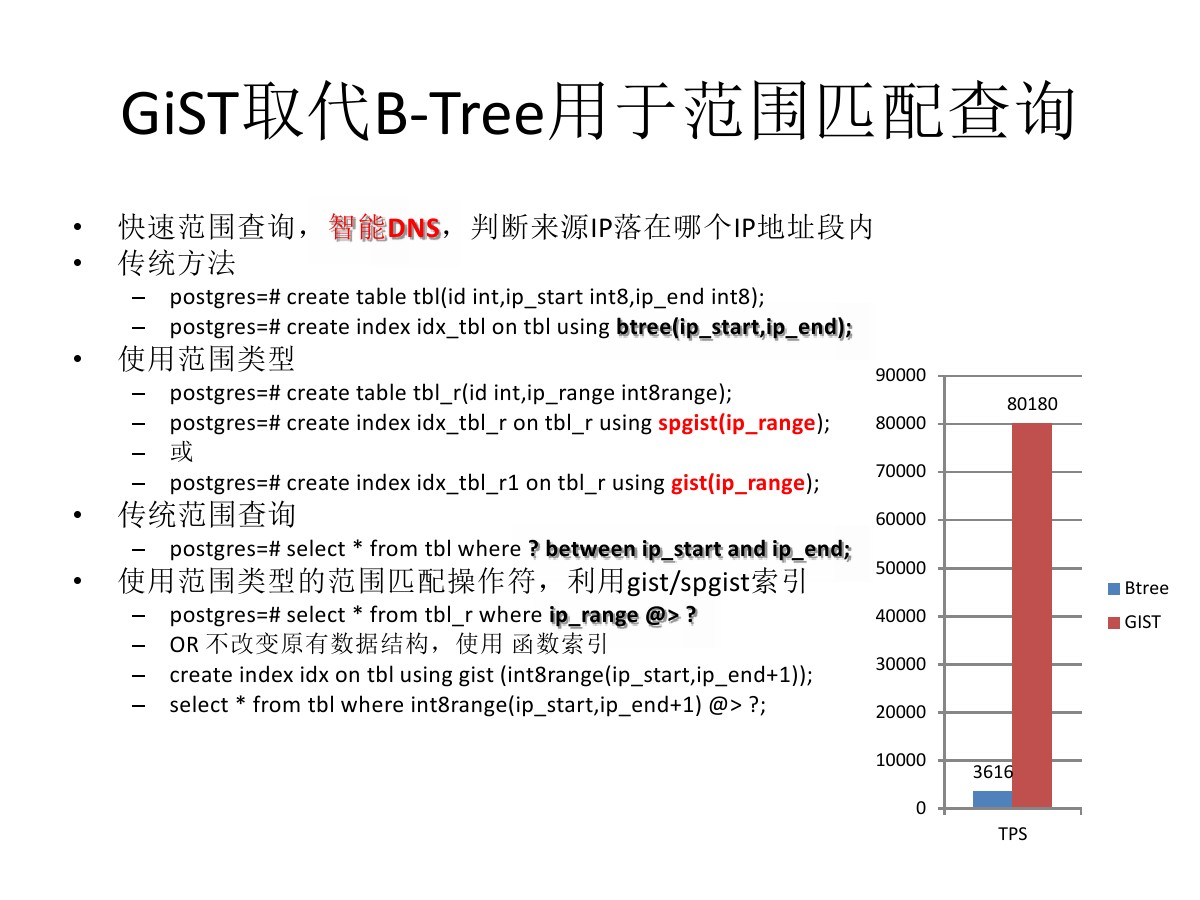 GiST取代B-Tree用于范围匹配查询
• 快速范围查询，智能DNS，判断来源IP落在哪个IP地址段内
• 传统方法
– postgres=# create table tbl(id int,ip_start int8,ip_end int8);
– postgres=# create index idx_tbl on tbl using btree(ip_start,ip_end);
• 使用范围类型
– postgres=# create table tbl_r(id int,ip_range int8range);
– postgres=# create index idx_tbl_r on tbl_r using spgist(ip_range);
– 或
– postgres=# create index idx_tbl_r1 on tbl_r using gist(ip_range);
• 传统范围查询
– postgres=# select * from tbl where ? between ip_start and ip_end;
• 使用范围类型的范围匹配操作符，利用gist/spgist索引
– postgres=# select * from tbl_r where ip_range @> ?
– OR 不改变原有数据结构，使用 函数索引
– create index idx on tbl using gist (int8range(ip_start,ip_end+1));
– select * from tbl where int8range(ip_start,ip_end+1) @> ?;
90000
80180
80000
70000
60000
50000
40000
30000
20000
10000
3616
0
TPS
Btree
GIST